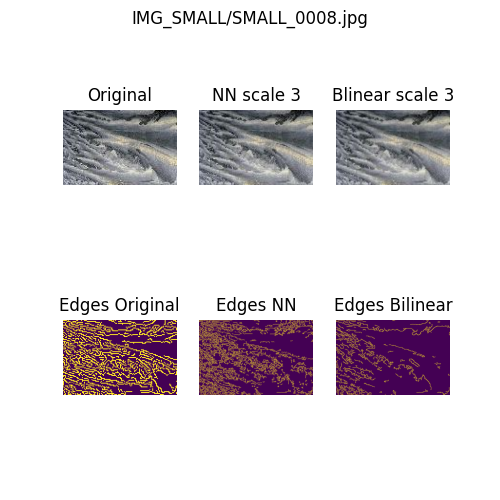 IMG_SMALL/SMALL_0008.jpg
Original
NN scale 3
Blinear scale 3
Edges Original
Edges NN
Edges Bilinear